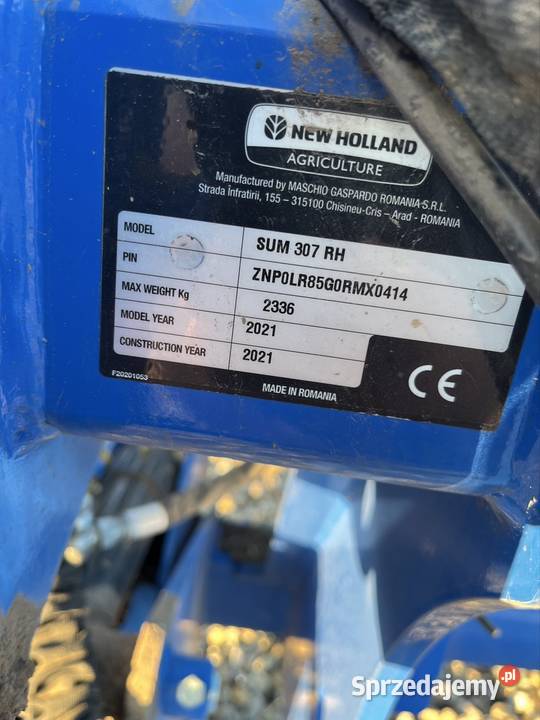 NEW HOLLAND
AGRICULTURE
Manufactured by MASCHIO GASPARDO ROMANIA S.R.L.
Strada Înfratirii, 155 – 315100 Chisineu-Cris – Arad - ROMANIA
MODEL SUM 307 RH
PIN ZNP0LR85G0RMX0414
MAX WEIGHT Kg 2336
MODEL YEAR 2021
CONSTRUCTION YEAR 2021
CE
F20201053
MADE IN ROMANIA
Sprzedajemy.pl